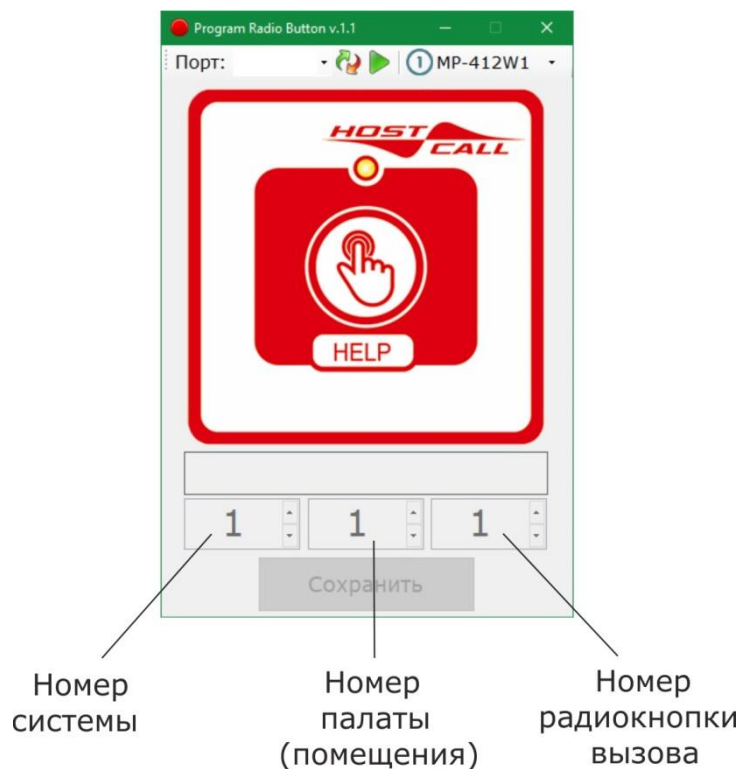 Program Radio Button v.1.1
Порт: 1 MP-412W1
HOST
CALL
HELP
1 1 1
Сохранить
Номер
системы
Номер
палаты
(помещения)
Номер
радиокнопки
вызова